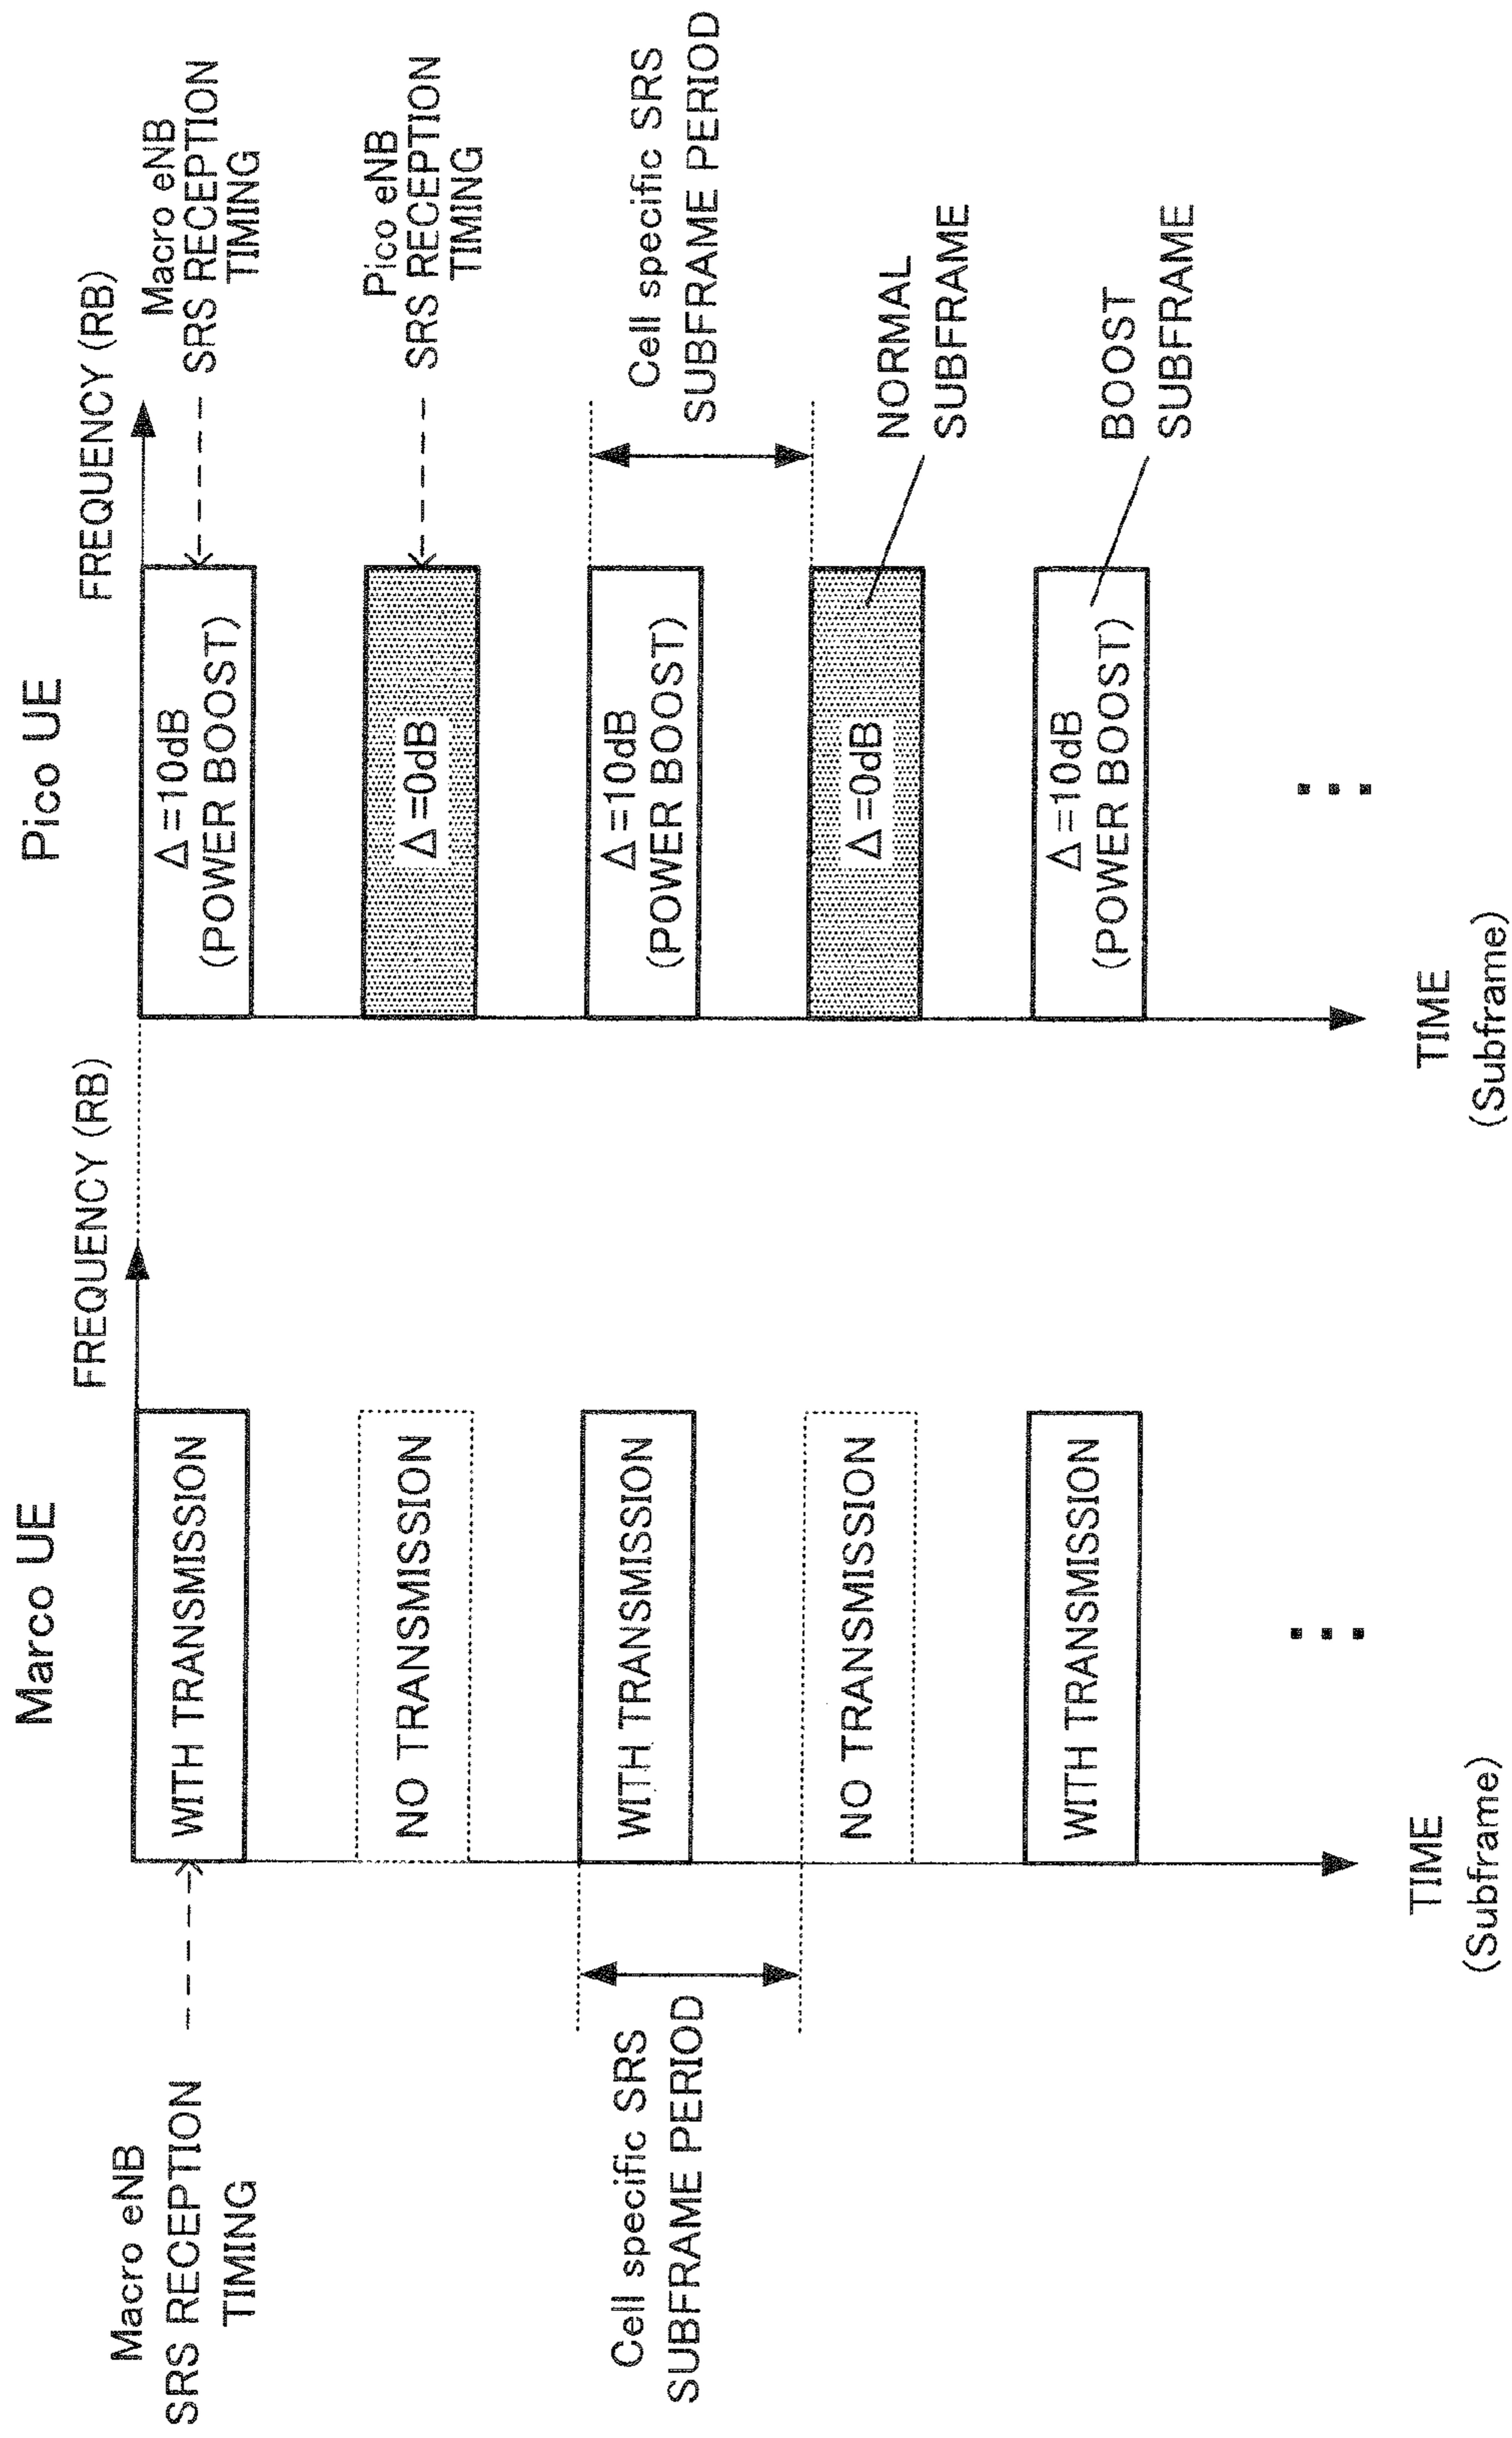 Marco UE
FREQUENCY (RB)
Macro eNB
SRS RECEPTION
TIMING
WITH TRANSMISSION
NO TRANSMISSION
Cell specific SRS
SUBFRAME PERIOD
WITH TRANSMISSION
NO TRANSMISSION
WITH TRANSMISSION
TIME
(Subframe)
Pico UE
FREQUENCY (RB)
Δ=10dB
(POWER BOOST)
Macro eNB
SRS RECEPTION
TIMING
Δ=0dB
Pico eNB
SRS RECEPTION
TIMING
Δ=10dB
(POWER BOOST)
Cell specific SRS
SUBFRAME PERIOD
Δ=0dB
NORMAL
SUBFRAME
Δ=10dB
(POWER BOOST)
BOOST
SUBFRAME
TIME
(Subframe)